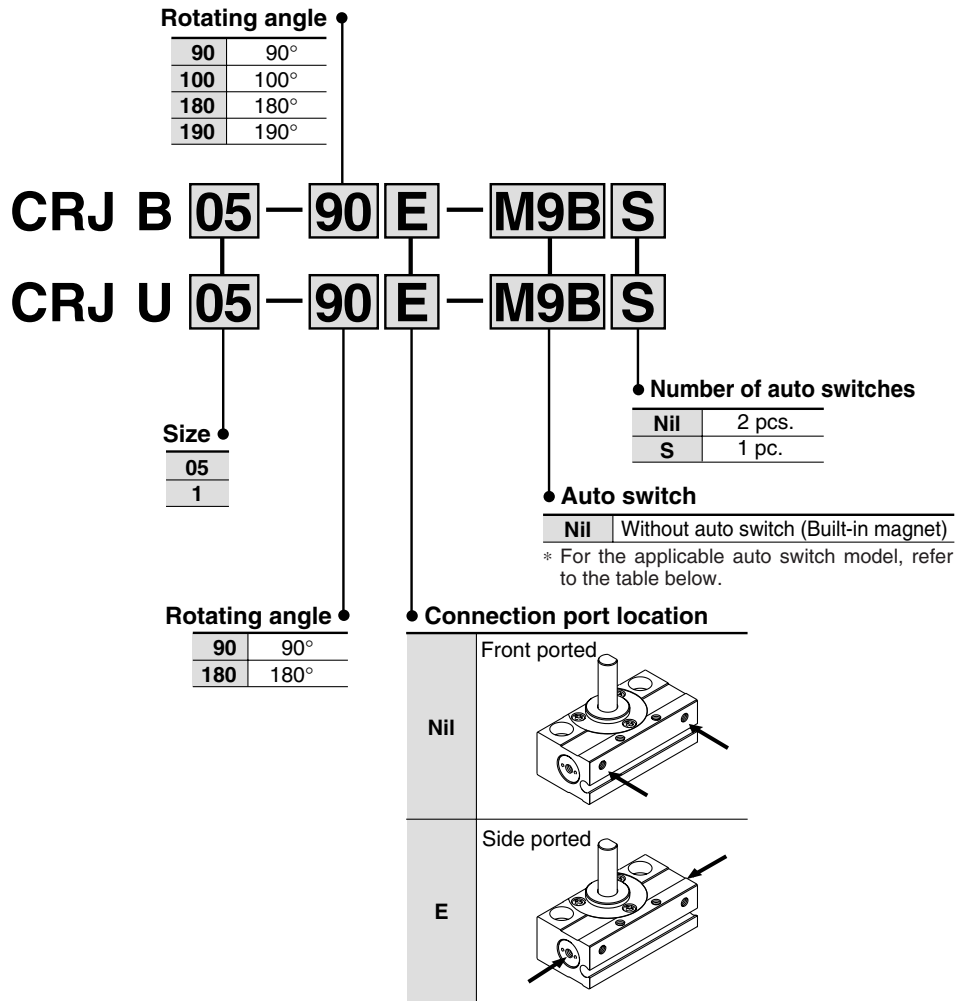 Rotating angle
90 90°
100 100°
180 180°
190 190°
CRJ B 05 — 90 E — M9B S
CRJ U 05 — 90 E — M9B S
Number of auto switches
Nil 2 pcs.
S 1 pc.
Size
05
1
Auto switch
Nil Without auto switch (Built-in magnet)
* For the applicable auto switch model, refer
to the table below.
Rotating angle
90 90°
180 180°
Connection port location
Nil Front ported
E Side ported